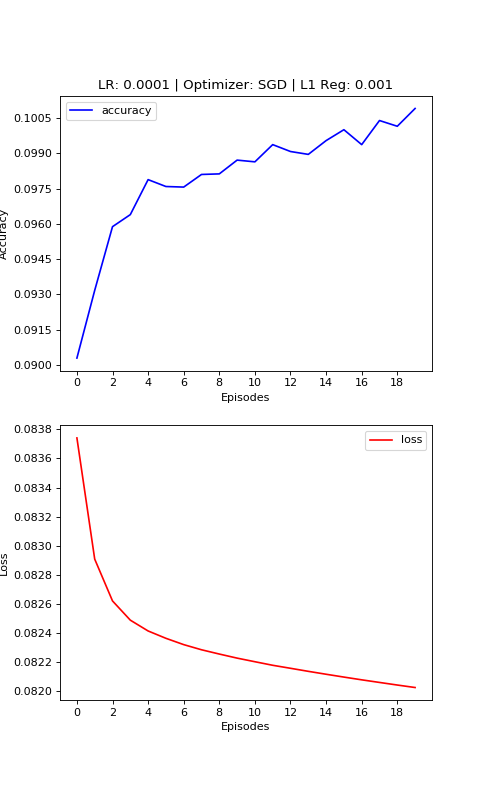 LR: 0.0001 | Optimizer: SGD | L1 Reg: 0.001
accuracy
0.1005
0.0990
0.0975
0.0960
0.0945
0.0930
0.0915
0.0900
Accuracy
0 2 4 6 8 10 12 14 16 18
Episodes
loss
0.0838
0.0836
0.0834
0.0832
0.0830
0.0828
0.0826
0.0824
0.0822
0.0820
Loss
0 2 4 6 8 10 12 14 16 18
Episodes